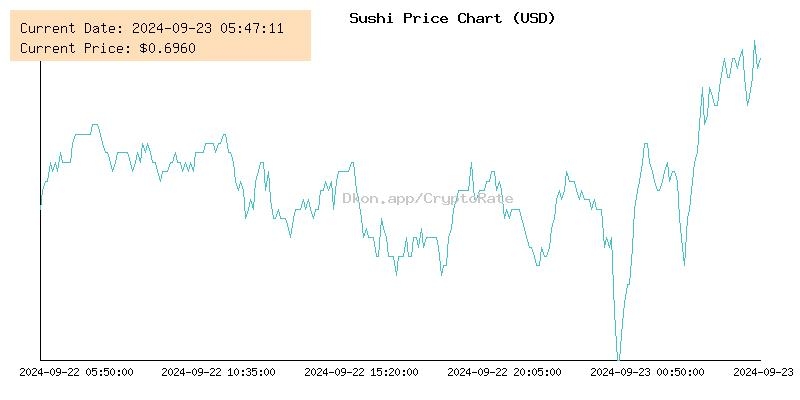 Sushi Price Chart (USD)
Current Date: 2024-09-23 05:47:11
Current Price: $0.6960
Dkon.app/CryptoRate
2024-09-22 05:50:00 2024-09-22 10:35:00 2024-09-22 15:20:00 2024-09-22 20:05:00 2024-09-23 00:50:00 2024-09-23